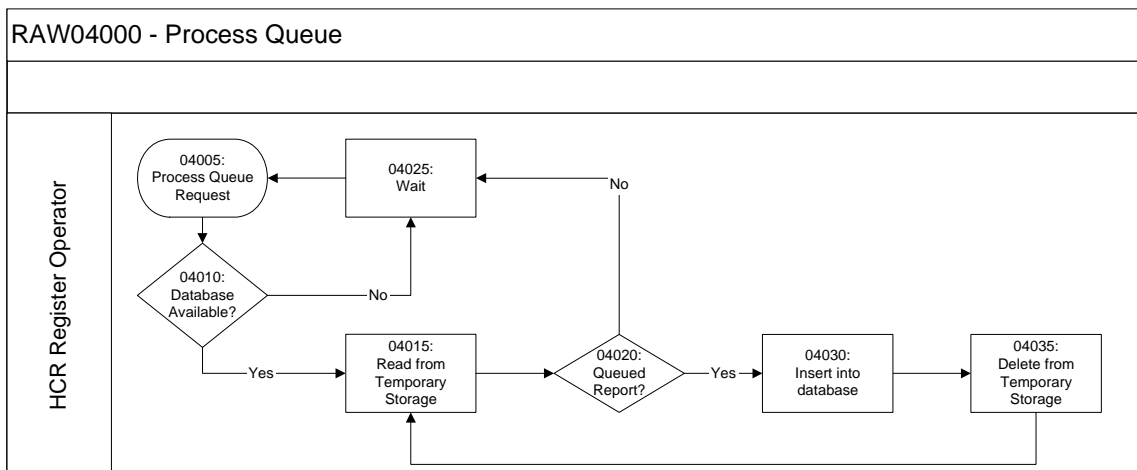 RAW04000 - Process Queue
HCR Register Operator
04005:
Process Queue
Request
04025:
Wait
No
04010:
Database
Available?
No
Yes
04015:
Read from
Temporary
Storage
04020:
Queued
Report?
Yes
04030:
Insert into
database
04035:
Delete from
Temporary
Storage